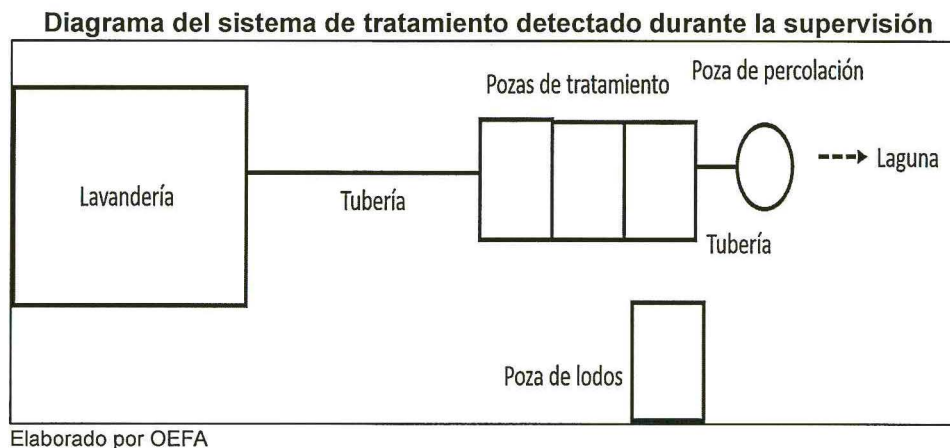 Diagrama del sistema de tratamiento detectado durante la supervisión
Poza de percolación
Pozas de tratamiento
Laguna
Lavandería
Tubería
Tubería
Poza de lodos
Elaborado por OEFA